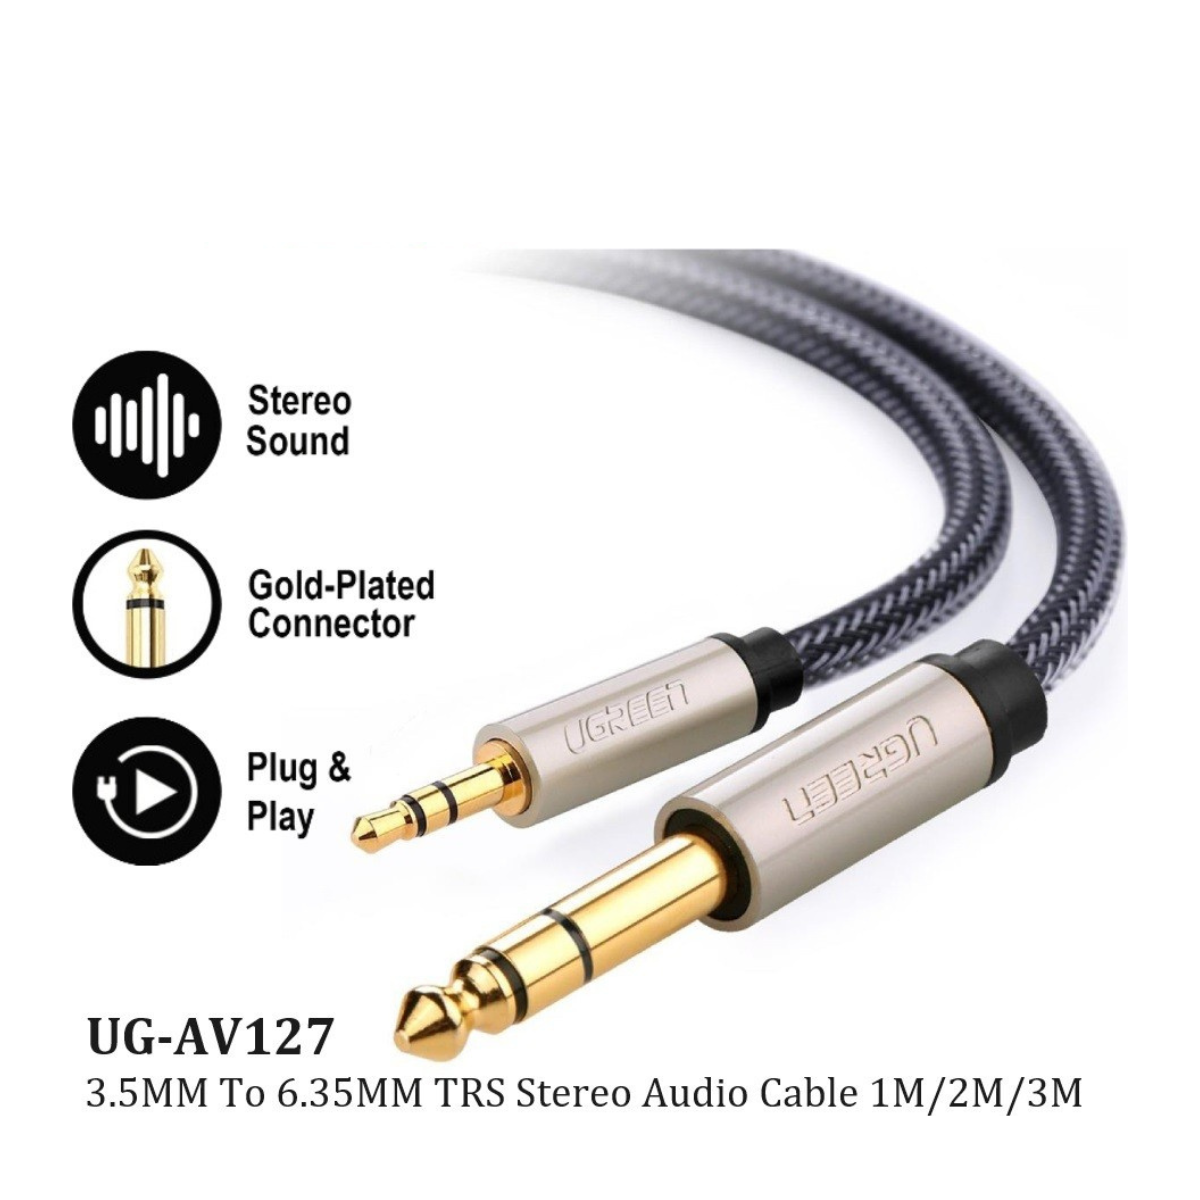 Stereo
Sound
Gold-Plated
Connector
Plug &
Play
UGREEN
UGREEN
UG-AV127
3.5MM To 6.35MM TRS Stereo Audio Cable 1M/2M/3M